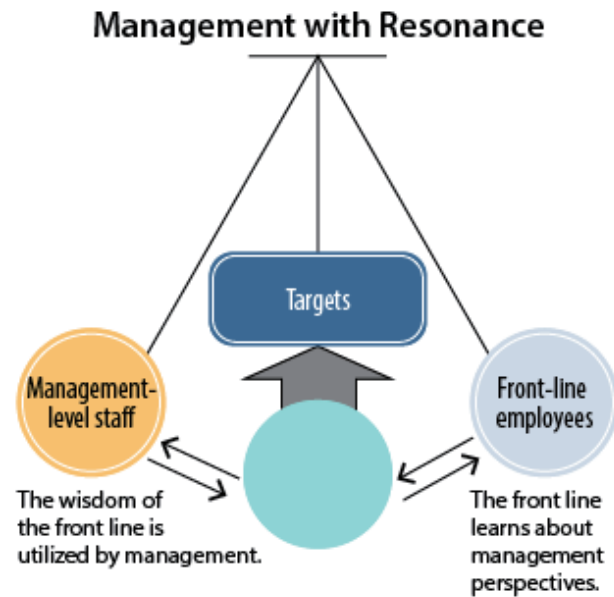 Management with Resonance
Targets
Management-
level staff
Front-line
employees
The wisdom of
the front line is
utilized by management.
The front line
learns about
management
perspectives.